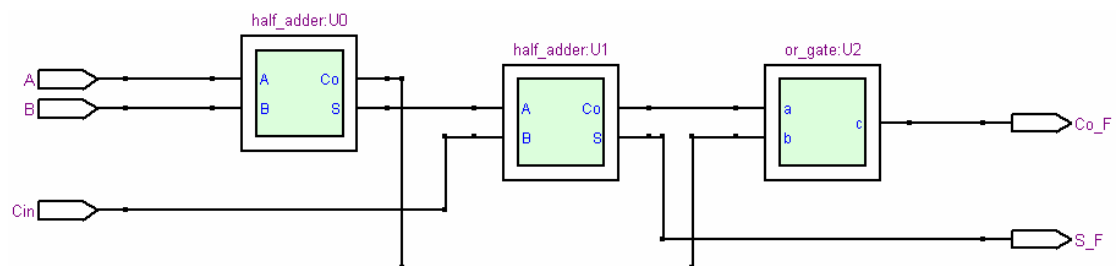 half_adder:U0
half_adder:U1
or_gate:U2
A
A
Co
B
B
S
A
Co
B
S
a
b
c
Co_F
Cin
S_F